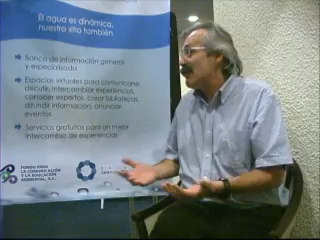 El agua es dinámica,
nuestro sitio también
Banco de información general
y especializada
Espacios virtuales para comunicarse,
discutir, intercambiar experiencias,
conocer expertos, crear bibliotecas,
difundir información, anunciar
eventos
Servicios gratuitos para un mejor
intercambio de experiencias
FONDO PARA
LA COMUNICACIÓN
Y LA EDUCACIÓN
AMBIENTAL, A.C.